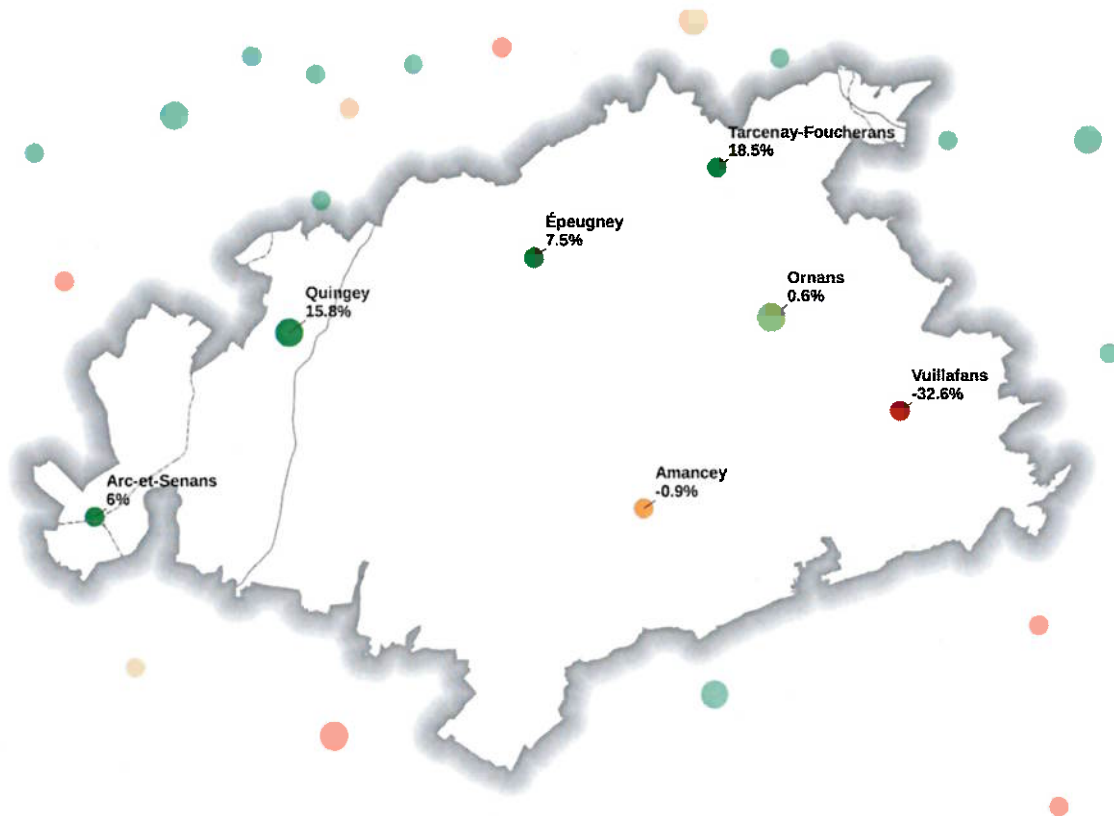 Tarcenay-Foucherans
18.5%
Épeugney
7.5%
Ornans
0.6%
Quingey
15.8%
Vuillafans
-32.6%
Amancey
-0.9%
Arc-et-Senans
6%